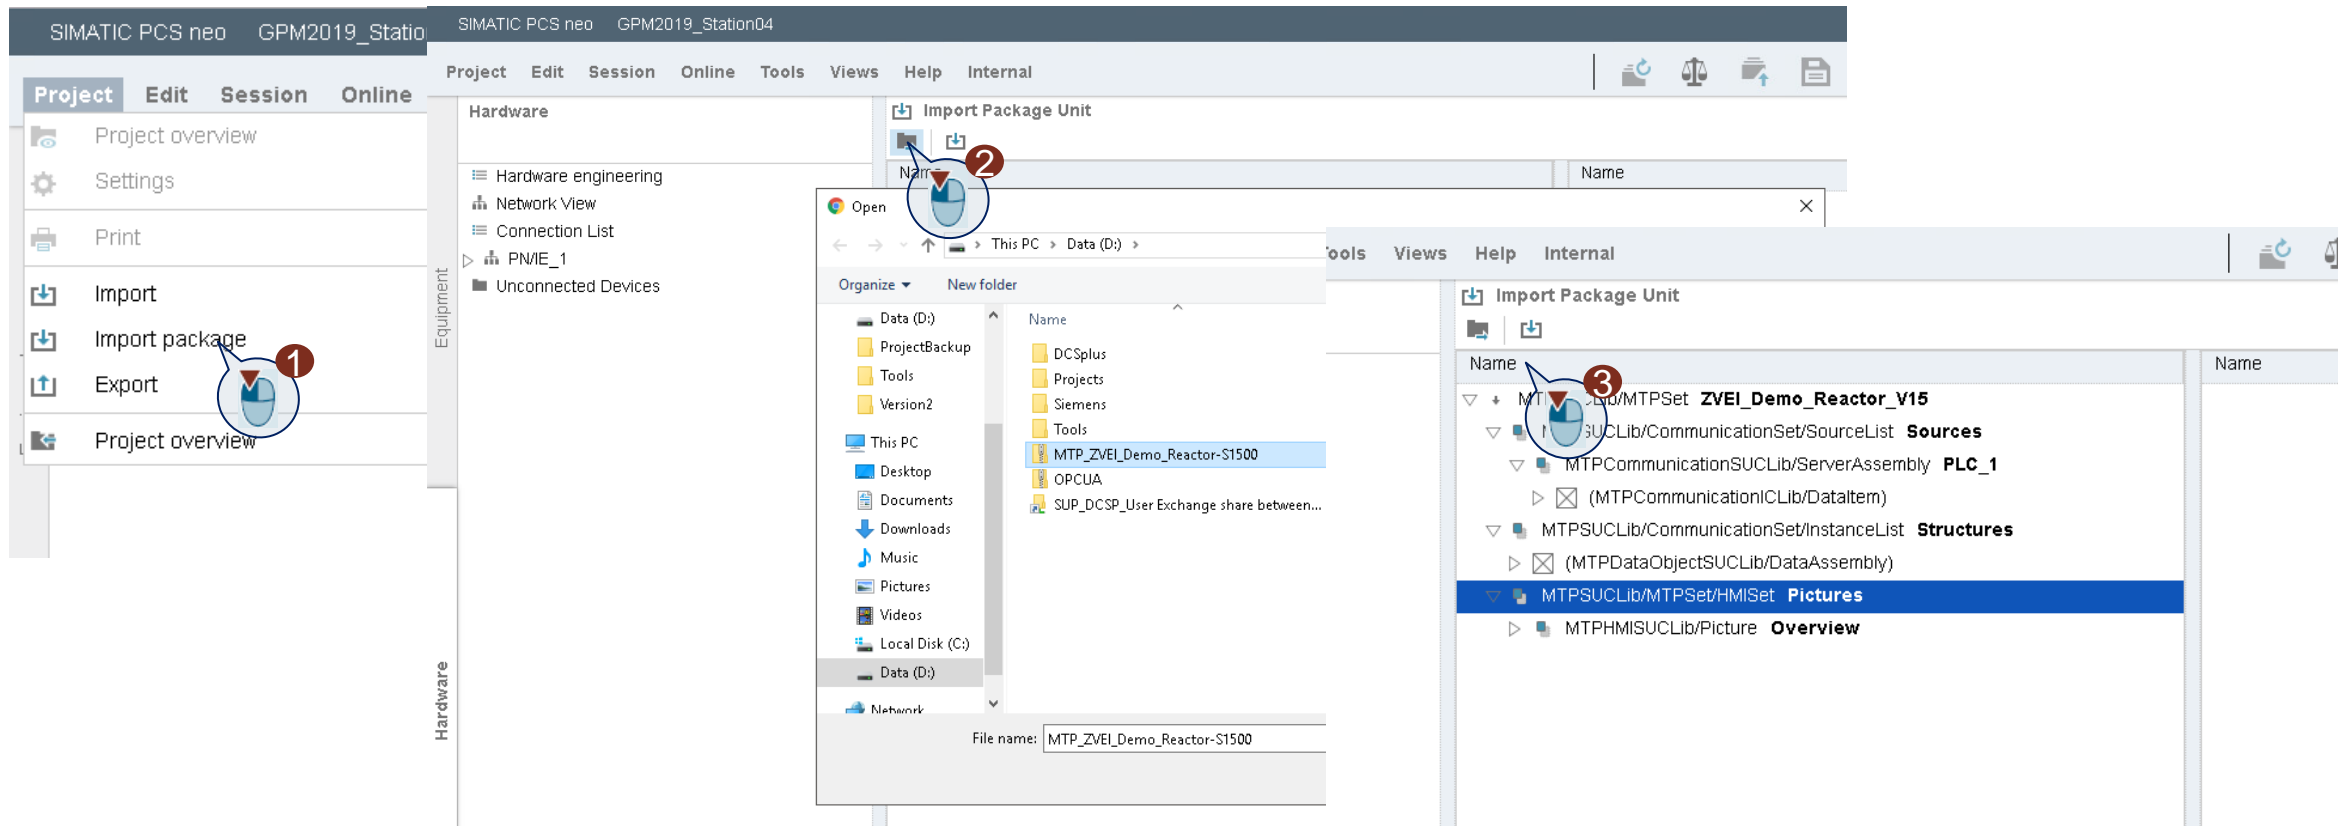 SIMATIC PCS neo GPM2019_Statio
Project Edit Session Online
Project overview
Settings
Print
Import
Import package
Export
Project overview
1
SIMATIC PCS neo GPM2019_Station04
Project Edit Session Online Tools Views Help Internal
Equipment
Hardware
Hardware
Hardware engineering
Network View
Connection List
PN/IE_1
Unconnected Devices
Import Package Unit
2
Name
Name
Open
This PC > Data (D:) >
Organize New folder
Data (D:)
ProjectBackup
Tools
Version2
This PC
Desktop
Documents
Downloads
Music
Pictures
Videos
Local Disk (C:)
Data (D:)
Network
Name
DCSplus
Projects
Siemens
Tools
MTP_ZVEI_Demo_Reactor-S1500
OPCUA
SUP_DCSP_User Exchange share between...
File name: MTP_ZVEI_Demo_Reactor-S1500
ools Views Help Internal
Import Package Unit
Name
Name
3
/MTPSet ZVEI_Demo_Reactor_V15
SUCLib/CommunicationSet/SourceList Sources
MTPCommunicationSUCLib/ServerAssembly PLC_1
(MTPCommunicationICLib/DataItem)
MTPSUCLib/CommunicationSet/InstanceList Structures
(MTPDataObjectSUCLib/DataAssembly)
MTPSUCLib/MTPSet/HMISet Pictures
MTPHMISUCLib/Picture Overview